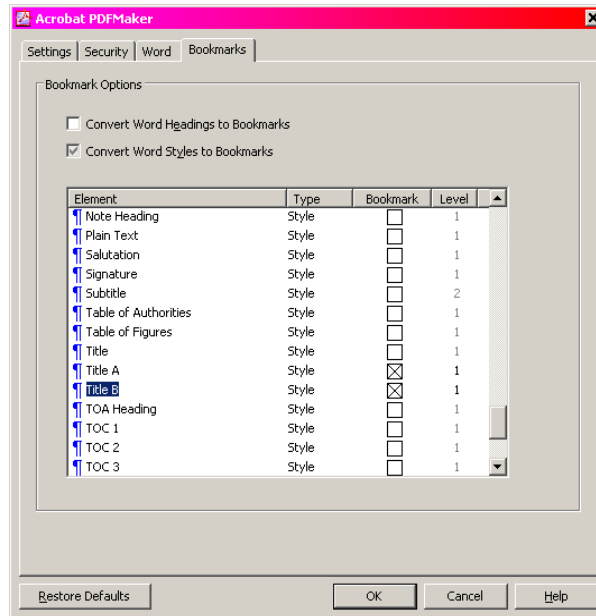 Acrobat PDFMaker
Settings Security Word Bookmarks
Bookmark Options
Convert Word Headings to Bookmarks
Convert Word Styles to Bookmarks
Element Type Bookmark Level
Note Heading Style 1
Plain Text Style 1
Salutation Style 1
Signature Style 1
Subtitle Style 2
Table of Authorities Style 1
Table of Figures Style 1
Title Style 1
Title A Style 1
Title B Style 1
TOA Heading Style 1
TOC 1 Style 1
TOC 2 Style 1
TOC 3 Style 1
Restore Defaults OK Cancel Help